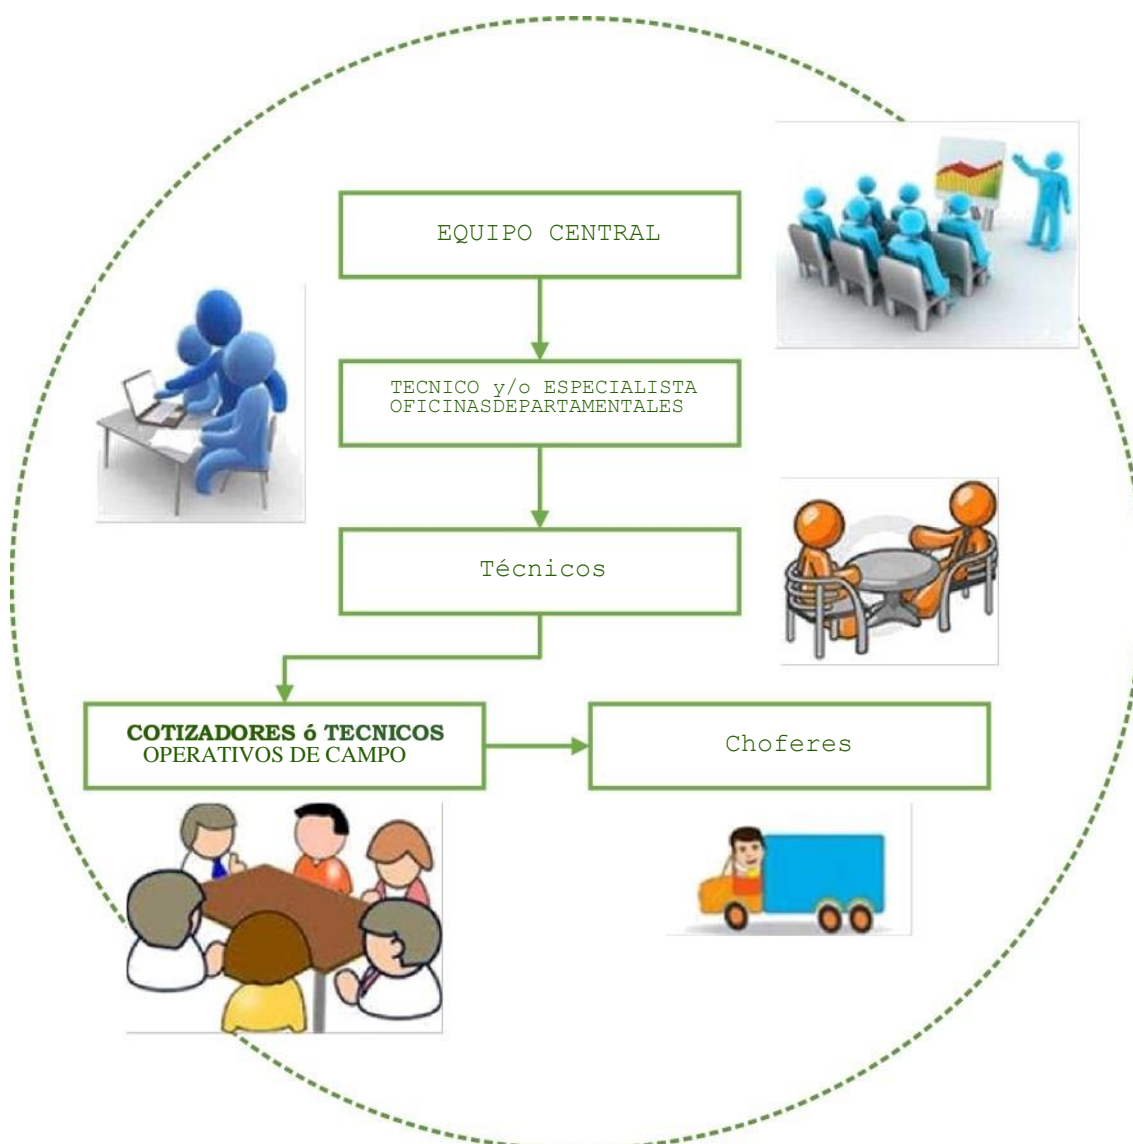 EQUIPO CENTRAL
TECNICO y/o ESPECIALISTA
OFICINASDEPARTAMENTALES
Técnicos
COTIZADORES ó TECNICOS
OPERATIVOS DE CAMPO
Choferes